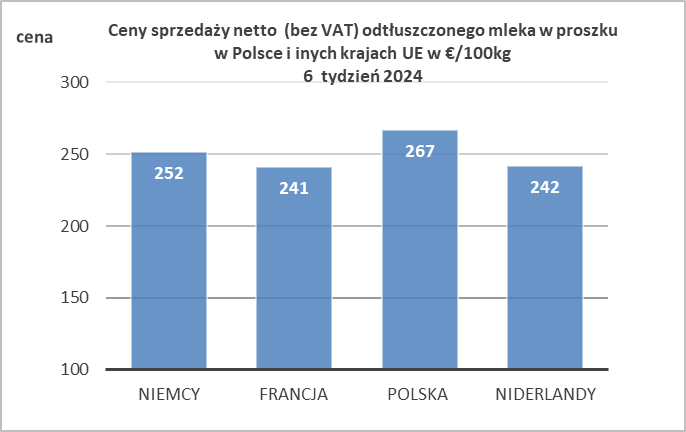 cena
Ceny sprzedaży netto  (bez VAT) odtłuszczonego mleka w proszku
w Polsce i inych krajach UE w €/100kg
6  tydzień 2024
300
250
200
150
100
252
241
267
242
NIEMCY
FRANCJA
POLSKA
NIDERLANDY